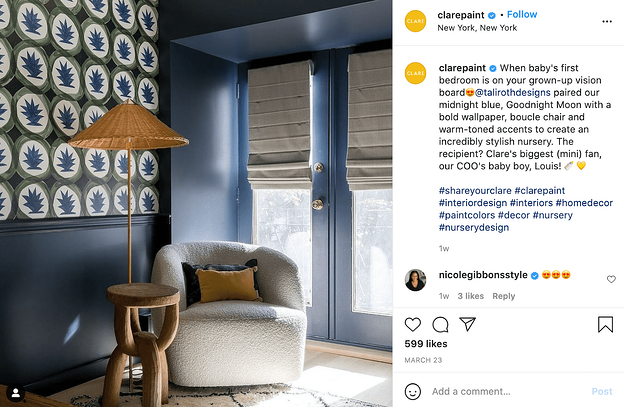 CLARE
clarepaint • Follow
New York, New York
CLARE
clarepaint When baby's first
bedroom is on your grown-up vision
board😍@talirothdesigns paired our
midnight blue, Goodnight Moon with a
bold wallpaper, boucle chair and
warm-toned accents to create an
incredibly stylish nursery. The
recipient? Clare's biggest (mini) fan,
our COO's baby boy, Louis! 🍼 💛
#shareyourclare #clarepaint
#interiordesign #interiors #homedecor
#paintcolors #decor #nursery
#nurserydesign
1w
nicolegibbonsstyle 😍😍😍
1w 3 likes Reply
599 likes
MARCH 23
Add a comment... Post